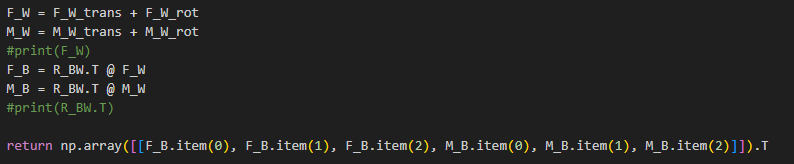 F_W = F_W_trans + F_W_rot
M_W = M_W_trans + M_W_rot
#print(F_W)
F_B = R_BW.T @ F_W
M_B = R_BW.T @ M_W
#print(R_BW.T)
return np.array([[F_B.item(0), F_B.item(1), F_B.item(2), M_B.item(0), M_B.item(1), M_B.item(2)]]).T